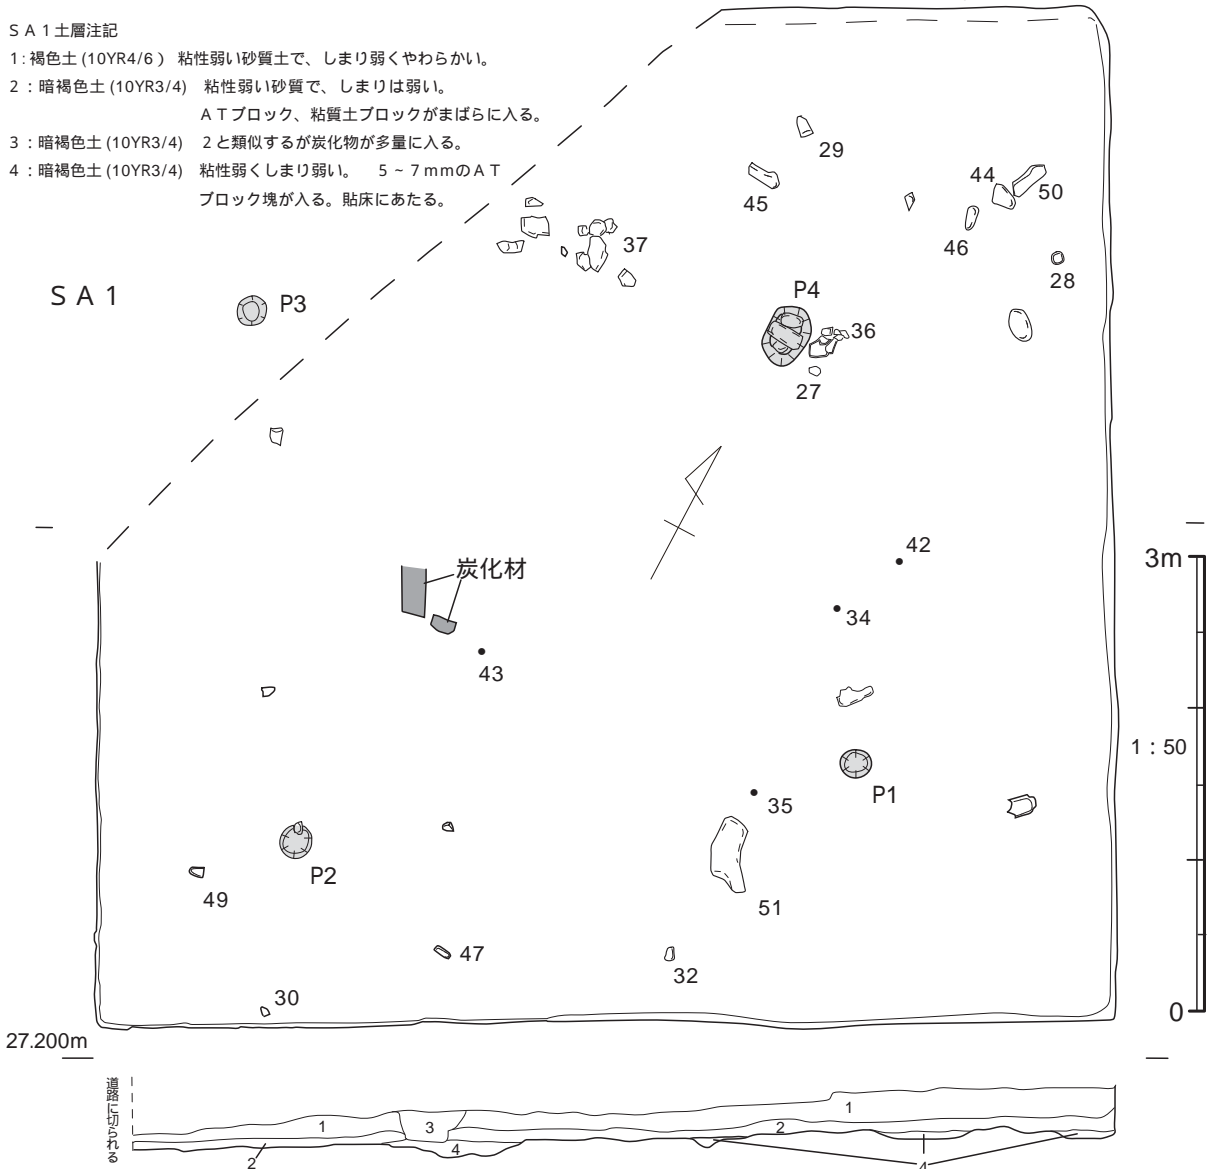 ＳＡ１土層注記
1：褐色土 (10YR4/6 ) 粘性弱い砂質土で、しまり弱くやわらかい。
2：暗褐色土 (10YR3/4) 粘性弱い砂質で、しまりは弱い。
ＡＴブロック、粘質土ブロックがまばらに入る。
3：暗褐色土 (10YR3/4) 2と類似するが炭化物が多量に入る。
4：暗褐色土 (10YR3/4) 粘性弱くしまり弱い。 5～7mmのＡＴ
ブロック塊が入る。貼床にあたる。
29
45
44
50
46
37
28
ＳＡ1
P3
P4
36
27
42
3m
炭化材
34
43
1：50
35
P1
P2
49
51
47
32
30
0
27.200m
道路に切られる
1
1
3
2
4
2
4